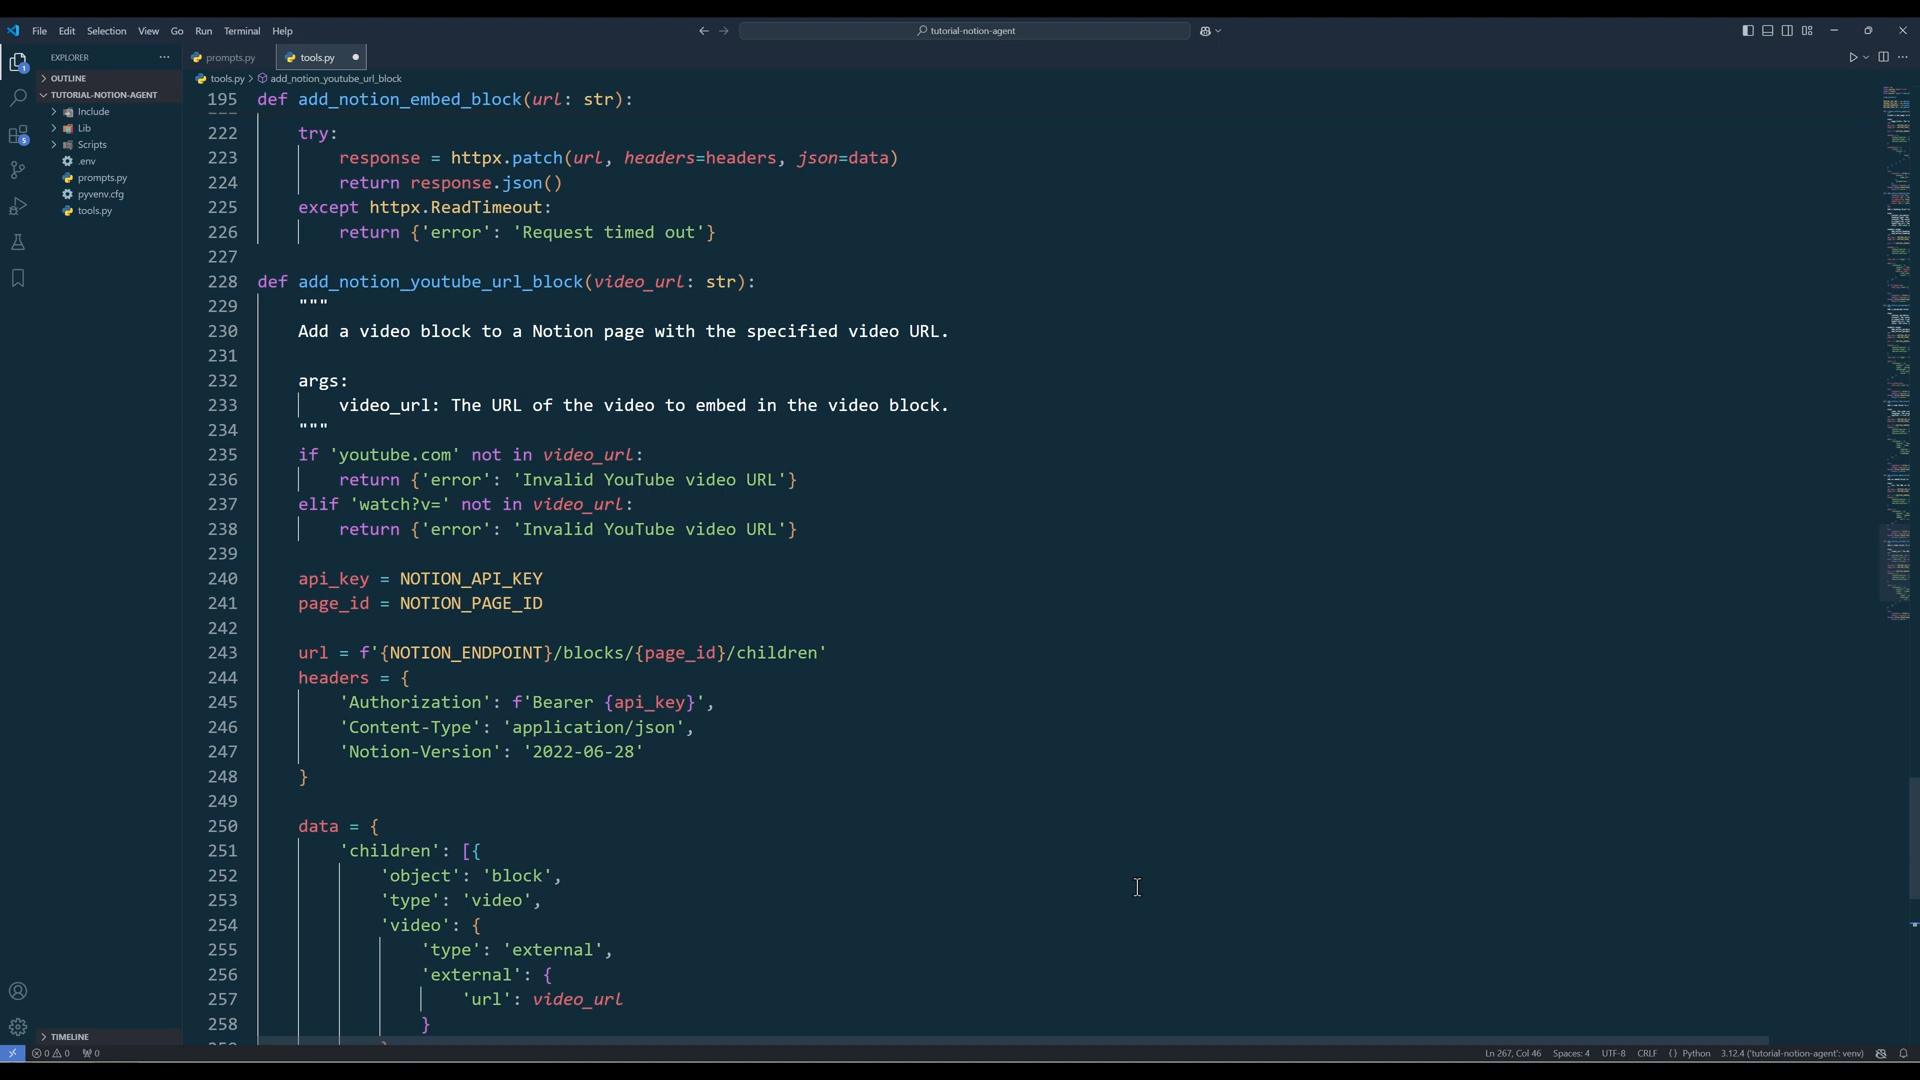 File Edit Selection View Go Run Terminal Help
tutorial-notion-agent
EXPLORER
OUTLINE
TUTORIAL-NOTION-AGENT
Include
Lib
Scripts
.env
prompts.py
pyvenv.cfg
tools.py
TIMELINE
1
5
prompts.py tools.py
tools.py > add_notion_youtube_url_block
195 def add_notion_embed_block(url: str):
222 try:
223 response = httpx.patch(url, headers=headers, json=data)
224 return response.json()
225 except httpx.ReadTimeout:
226 return {'error': 'Request timed out'}
227
228 def add_notion_youtube_url_block(video_url: str):
229 """
230 Add a video block to a Notion page with the specified video URL.
231
232 args:
233 video_url: The URL of the video to embed in the video block.
234 """
235 if 'youtube.com' not in video_url:
236 return {'error': 'Invalid YouTube video URL'}
237 elif 'watch?v=' not in video_url:
238 return {'error': 'Invalid YouTube video URL'}
239
240 api_key = NOTION_API_KEY
241 page_id = NOTION_PAGE_ID
242
243 url = f'{NOTION_ENDPOINT}/blocks/{page_id}/children'
244 headers = {
245 'Authorization': f'Bearer {api_key}',
246 'Content-Type': 'application/json',
247 'Notion-Version': '2022-06-28'
248 }
249
250 data = {
251 'children': [{
252 'object': 'block',
253 'type': 'video',
254 'video': {
255 'type': 'external',
256 'external': {
257 'url': video_url
258 }
0 0 0
Ln 267, Col 46 Spaces: 4 UTF-8 CRLF {} Python 3.12.4 ('tutorial-notion-agent': venv)